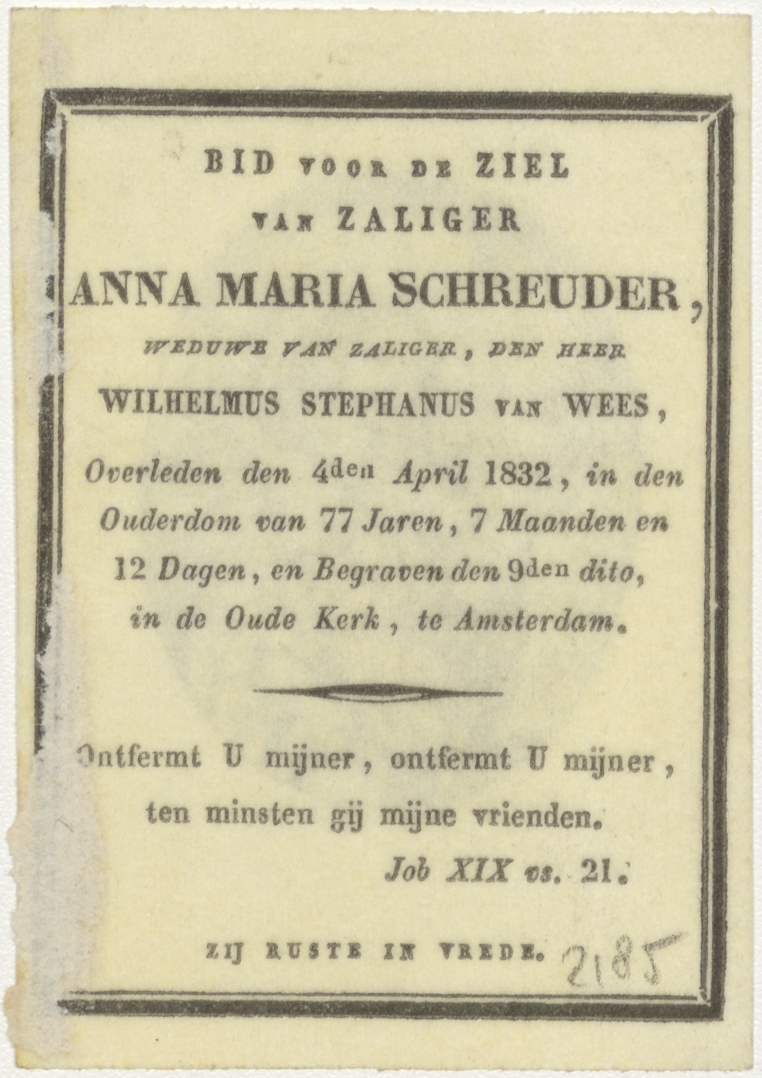 BID VOOR DE ZIEL
VAN ZALIGER
ANNA MARIA SCHREUDER,
WEDUWE VAN ZALIGER, DEN HEER
WILHELMUS STEPHANUS VAN WEES,
Overleden den 4den April 1832, in den
Ouderdom van 77 Jaren, 7 Maanden en
12 Dagen, en Begraven den 9den dito,
in de Oude Kerk, te Amsterdam.
Ontfermt U mijner, ontfermt U mijner,
ten minsten gij mijne vrienden.
Job XIX vs. 21.
ZIJ RUSTE IN VREDE.
2185